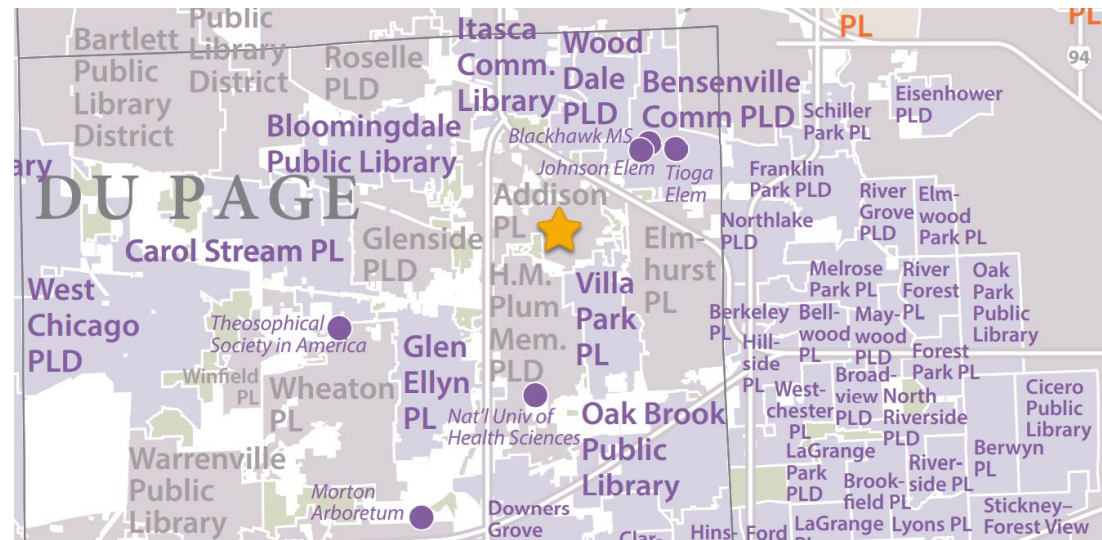 Public
Library
District
Bartlett
Public
Library
District
Roselle
PLD
Itasca
Comm.
Library
Wood
Dale
PLD
Bensenville
Comm PLD
PL
PL
94
Schiller
Park PL
Eisenhower
PLD
Bloomingdale
Public Library
Blackhawk MS
Johnson Elem
Tioga
Elem
ary
DU PAGE
Addison
PL
Franklin
Park PLD
River
Grove
PLD
Elm-
wood
Park PL
Northlake
PLD
Carol Stream PL
Glenside
PLD
Elm-
hurst
PL
H.M.
Plum
Mem.
PLD
Villa
Park
PL
Melrose
Park PL
River
Forest
PL
Oak
Park
Public
Library
West
Chicago
PLD
Theosophical
Society in America
Glen
Ellyn
PL
Berkeley
PL
Bell-
wood
PL
May-
wood
PLD
Hill-
side
PL
Forest
Park PL
Winfield
PL
Wheaton
PL
Nat'l Univ of
Health Sciences
Oak Brook
Public
Library
West-
chester
PL
Broad-
view
PLD
North
Riverside
PLD
Cicero
Public
Library
Berwyn
PL
Warrenville
Public
Library
Morton
Arboretum
LaGrange
Park
PLD
Brook-
field PL
River-
side PL
Downers
Grove
Clar-
Hins-
Ford
LaGrange
PL
Lyons PL
Stickney–
Forest View